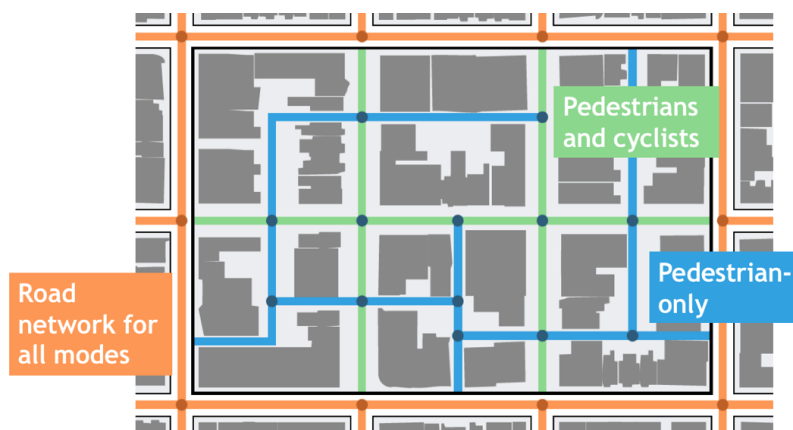 Pedestrians
and cyclists
Pedestrian-
only
Road
network for
all modes